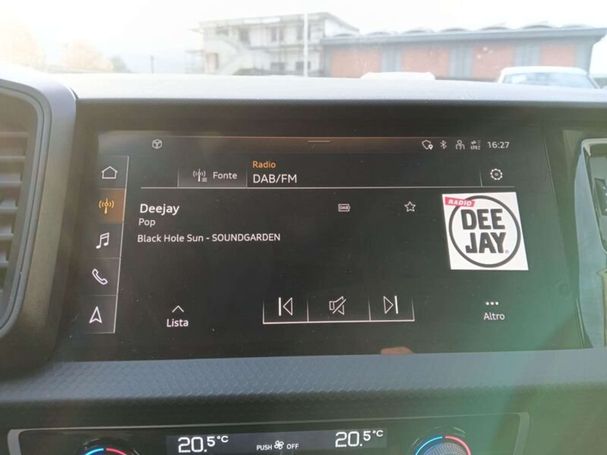 16:27
Fonte
Radio
DAB/FM
Deejay
DAB
Pop
Black Hole Sun - SOUNDGARDEN
RADIO
DEE
JAY
Lista
Altro
20.5°C
PUSH OFF
20.5°C